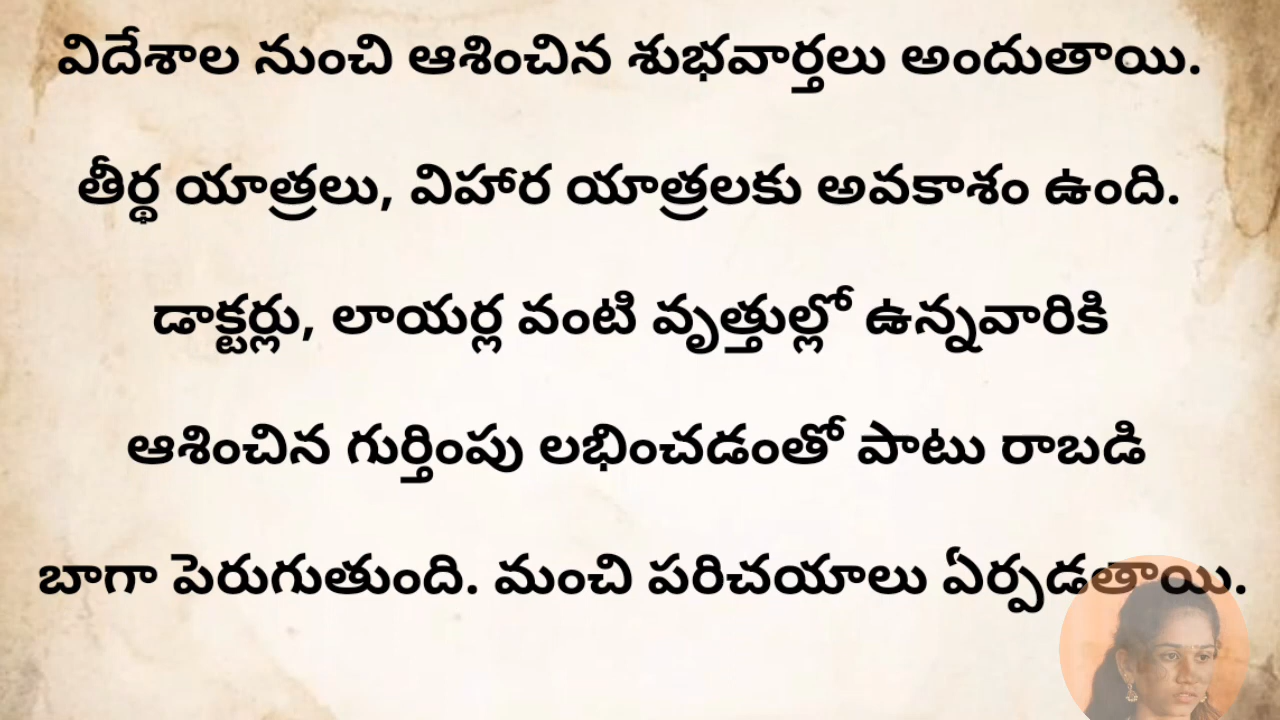 విదేశాల నుంచి ఆశించిన శుభవార్తలు అందుతాయి.
తీర్థ యాత్రలు, విహార యాత్రలకు అవకాశం ఉంది.
డాక్టర్లు, లాయర్ల వంటి వృత్తుల్లో ఉన్నవారికి
ఆశించిన గుర్తింపు లభించడంతో పాటు రాబడి
బాగా పెరుగుతుంది. మంచి పరిచయాలు ఏర్పడతాయి.